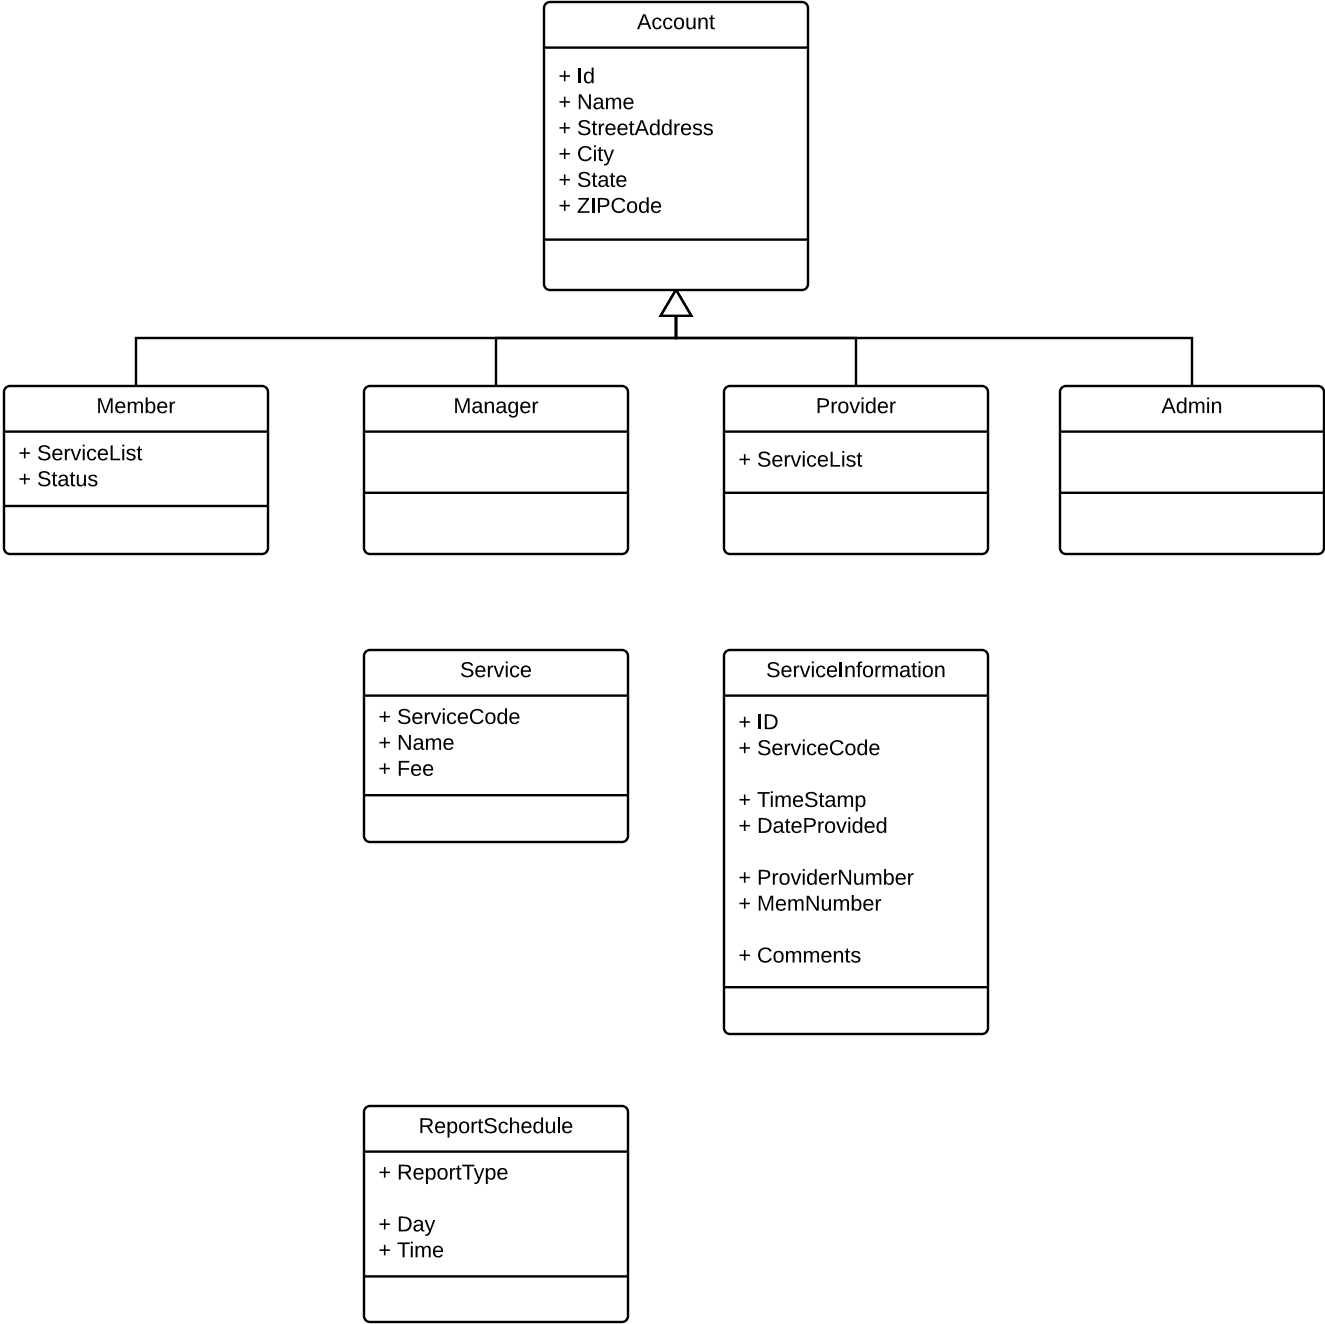 Account
+ Id
+ Name
+ StreetAddress
+ City
+ State
+ ZIPCode
Member
+ ServiceList
+ Status
Manager
Provider
+ ServiceList
Admin
Service
+ ServiceCode
+ Name
+ Fee
ServiceInformation
+ ID
+ ServiceCode
+ TimeStamp
+ DateProvided
+ ProviderNumber
+ MemNumber
+ Comments
ReportSchedule
+ ReportType
+ Day
+ Time